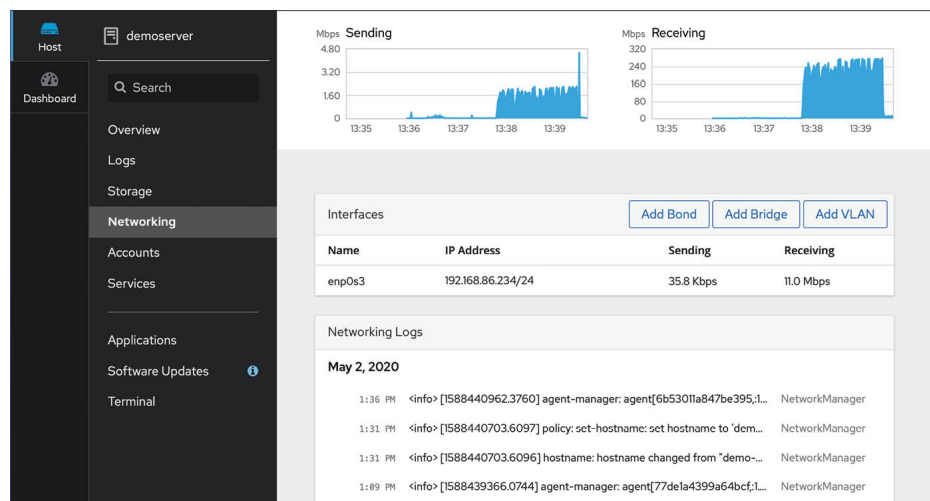 Host
Dashboard
demoserver
Search
Overview
Logs
Storage
Networking
Accounts
Services
Applications
Software Updates
Terminal
Mbps Sending
4.80
3.20
1.60
0
13:35 13:36 13:37 13:38 13:39
Mbps Receiving
320
240
160
80
0
13:35 13:36 13:37 13:38 13:39
Interfaces Add Bond Add Bridge Add VLAN
Name IP Address Sending Receiving
enp0s3 192.168.86.234/24 35.8 Kbps 11.0 Mbps
Networking Logs
May 2, 2020
1:36 PM <info> [1588440962.3760] agent-manager: agent[6b53011a847be395,:1... NetworkManager
1:31 PM <info> [1588440703.6097] policy: set-hostname: set hostname to 'dem... NetworkManager
1:31 PM <info> [1588440703.6096] hostname: hostname changed from "demo-... NetworkManager
1:09 PM <info> [1588439366.0744] agent-manager: agent[77de1a4399a64bcf,:1.... NetworkManager